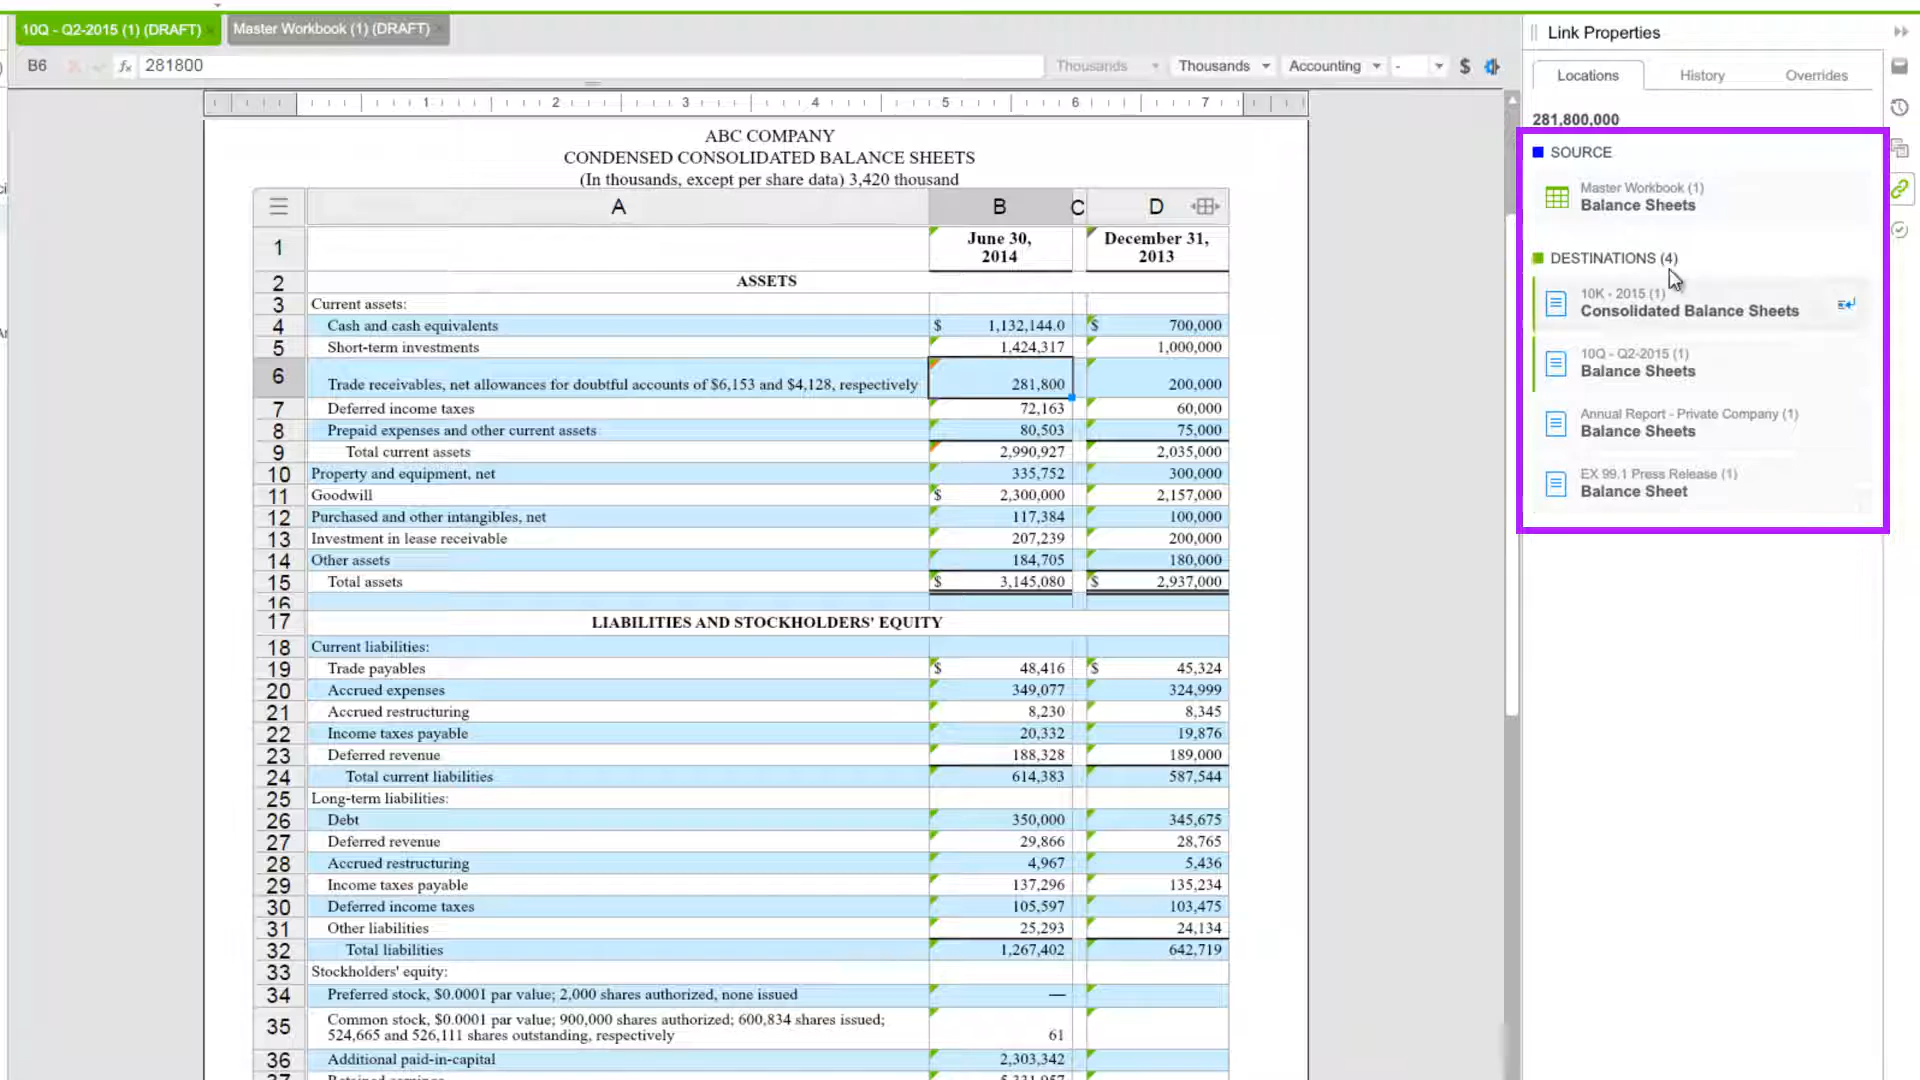 10Q - Q2-2015 (1) (DRAFT)
Master Workbook (1) (DRAFT)
B6 fx 281800 Thousands Thousands Accounting - $
1 2 3 4 5 6 7
ABC COMPANY
CONDENSED CONSOLIDATED BALANCE SHEETS
(In thousands, except per share data) 3,420 thousand
A B C D
1 June 30, 2014 December 31, 2013
2 ASSETS
3 Current assets:
4 Cash and cash equivalents $ 1,132,144.0 $ 700,000
5 Short-term investments 1,424,317 1,000,000
6 Trade receivables, net allowances for doubtful accounts of $6,153 and $4,128, respectively 281,800 200,000
7 Deferred income taxes 72,163 60,000
8 Prepaid expenses and other current assets 80,503 75,000
9 Total current assets 2,990,927 2,035,000
10 Property and equipment, net 335,752 300,000
11 Goodwill $ 2,300,000 2,157,000
12 Purchased and other intangibles, net 117,384 100,000
13 Investment in lease receivable 207,239 200,000
14 Other assets 184,705 180,000
15 Total assets $ 3,145,080 $ 2,937,000
16
17 LIABILITIES AND STOCKHOLDERS' EQUITY
18 Current liabilities:
19 Trade payables $ 48,416 $ 45,324
20 Accrued expenses 349,077 324,999
21 Accrued restructuring 8,230 8,345
22 Income taxes payable 20,332 19,876
23 Deferred revenue 188,328 189,000
24 Total current liabilities 614,383 587,544
25 Long-term liabilities:
26 Debt 350,000 345,675
27 Deferred revenue 29,866 28,765
28 Accrued restructuring 4,967 5,436
29 Income taxes payable 137,296 135,234
30 Deferred income taxes 105,597 103,475
31 Other liabilities 25,293 24,134
32 Total liabilities 1,267,402 642,719
33 Stockholders' equity:
34 Preferred stock, $0.0001 par value; 2,000 shares authorized, none issued —
35 Common stock, $0.0001 par value; 900,000 shares authorized; 600,834 shares issued;
524,665 and 526,111 shares outstanding, respectively 61
36 Additional paid-in-capital 2,303,342
Link Properties
Locations History Overrides
281,800,000
SOURCE
Master Workbook (1)
Balance Sheets
DESTINATIONS (4)
10K - 2015 (1)
Consolidated Balance Sheets
10Q - Q2-2015 (1)
Balance Sheets
Annual Report - Private Company (1)
Balance Sheets
EX 99.1 Press Release (1)
Balance Sheet